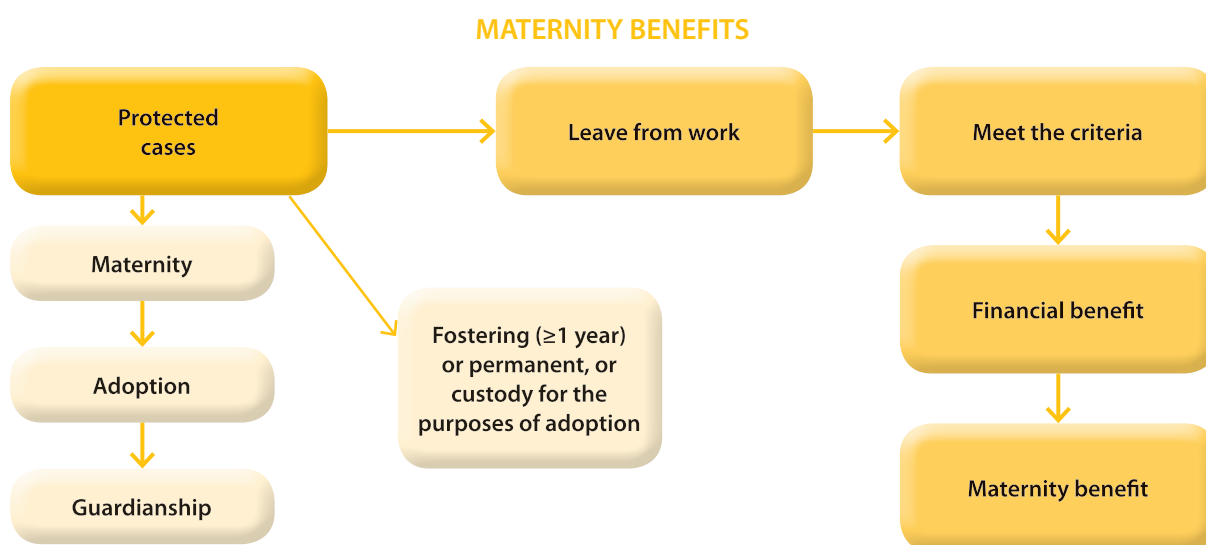 MATERNITY BENEFITS
Protected
cases
Leave from work
Meet the criteria
Maternity
Adoption
Guardianship
Fostering (≥1 year)
or permanent, or
custody for the
purposes of adoption
Financial benefit
Maternity benefit